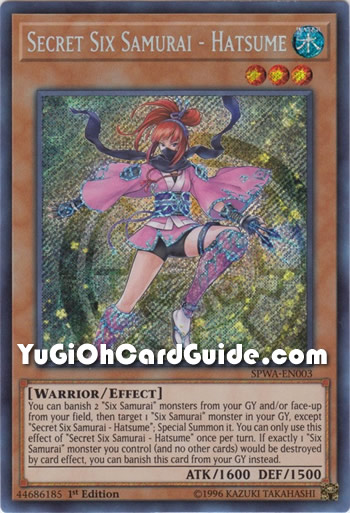 SECRET SIX SAMURAI - HATSUME
水
YuGiOhCardGuide.com
SPWA-EN003
[WARRIOR/EFFECT]
You can banish 2 "Six Samurai" monsters from your GY and/or face-up
from your field, then target 1 "Six Samurai" monster in your GY, except
"Secret Six Samurai - Hatsume"; Special Summon it. You can only use this
effect of "Secret Six Samurai - Hatsume" once per turn. If exactly 1 "Six
Samurai" monster you control (and no other cards) would be destroyed
by card effect, you can banish this card from your GY instead.
ATK/1600 DEF/1500
44686185 1st Edition ©1996 KAZUKI TAKAHASHI